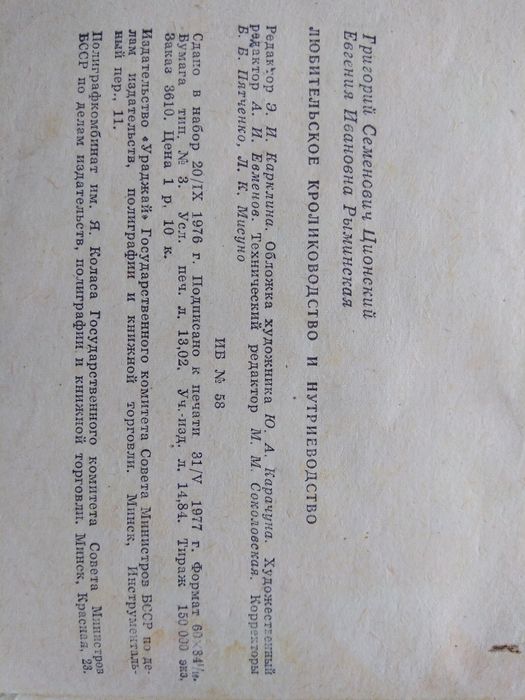 Григорий Семенович Ционский
Евгения Ивановна Рыминская
ЛЮБИТЕЛЬСКОЕ КРОЛИКОВОДСТВО И НУТРИЕВОДСТВО
Редактор Э. И. Карклина. Обложка художника Ю. А. Карачуна. Художественный
редактор А. И. Евменов. Технический редактор М. М. Соколовская. Корректоры
Б. Б. Пятченко, Л. К. Мисуно
ИБ № 58
Сдано в набор 20/IX 1976 г. Подписано к печати 31/V 1977 г. Формат 60×84¹/₁₆.
Бумага тип. № 3. Усл. печ. л. 13,02. Уч.-изд. л. 14,84. Тираж 150 000 экз.
Заказ 3610. Цена 1 р. 10 к.
Издательство «Ураджай» Государственного комитета Совета Министров БССР по де-
лам издательств, полиграфии и книжной торговли. Минск, Инструменталь-
ный пер., 11.
Полиграфкомбинат им. Я. Коласа Государственного комитета Совета Министров
БССР по делам издательств, полиграфии и книжной торговли. Минск, Красная, 23.